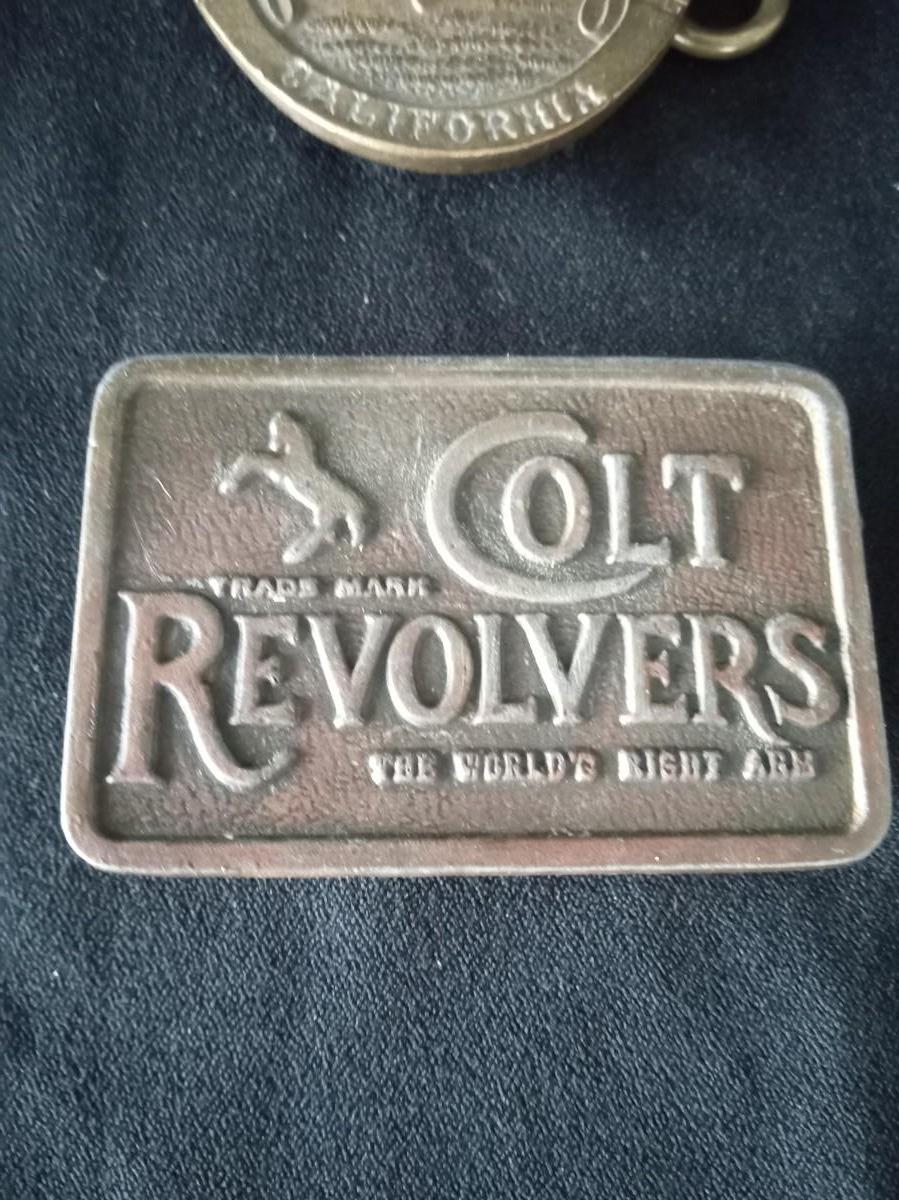 CALIFORNIA
COLT
TRADE MARK
REVOLVERS
THE WORLD'S RIGHT ARM